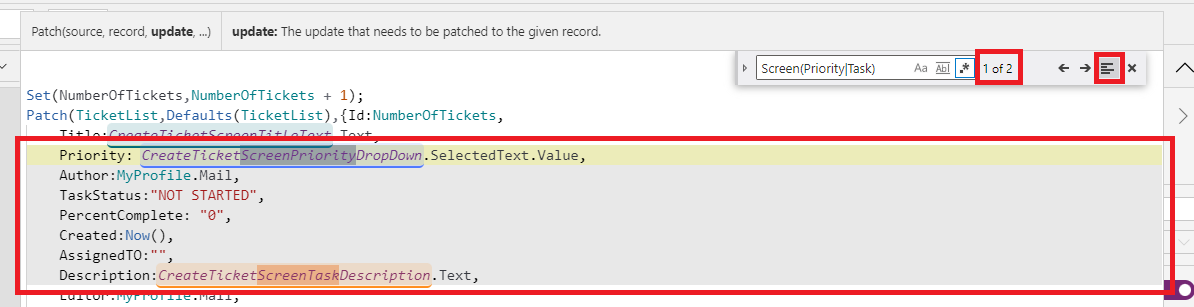 Patch(source, record, update, ...) update: The update that needs to be patched to the given record.
Screen(Priority|Task) Aa Abl .* 1 of 2
Set(NumberOfTickets,NumberOfTickets + 1);
Patch(TicketList,Defaults(TicketList),{Id:NumberOfTickets,
Title:CreateTicketScreenTitleText.Text,
Priority: CreateTicketScreenPriorityDropDown.SelectedText.Value,
Author:MyProfile.Mail,
TaskStatus:"NOT STARTED",
PercentComplete: "0",
Created:Now(),
AssignedTO:"",
Description:CreateTicketScreenTaskDescription.Text,
Editor:MyProfile.Mail,